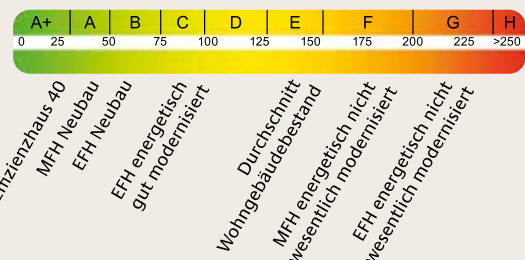 A+ A B C D E F G H
0 25 50 75 100 125 150 175 200 225 >250
40
MFH Neubau
EFH Neubau
EFH energetisch
gut modernisiert
Durchschnitt
Wohngebäudebestand
MFH energetisch nicht
wesentlich modernisiert
EFH energetisch nicht
wesentlich modernisiert